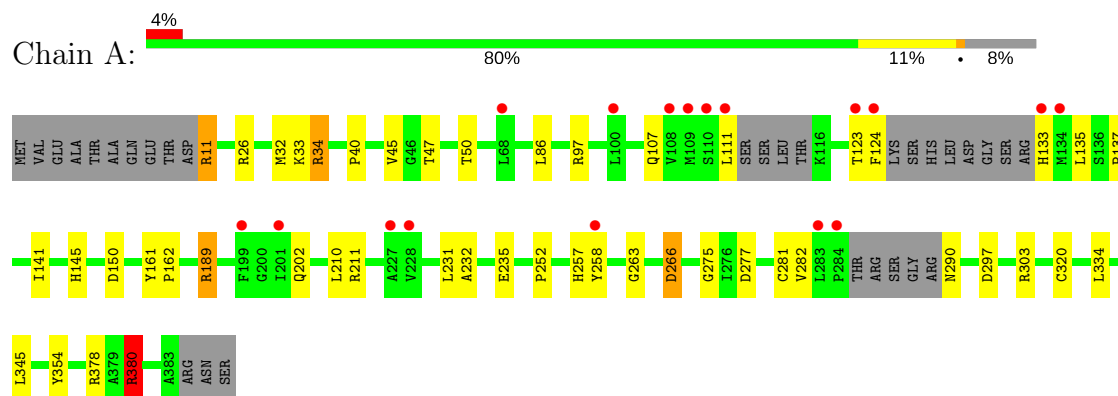 4%
Chain A:
80% 11% • 8%
MET VAL GLU ALA THR ALA GLN GLU THR ASP R11 R26 M32 K33 R34 P40 V45 G46 T47 T50 L68 L86 R97 L100 Q107 V108 M109 S110 L111 SER SER LEU THR K116 T123 F124 LYS SER HIS LEU ASP GLY SER ARG H133 M134 L135 S136
I141 H145 D150 Y161 P162 R189 F199 G200 I201 Q202 L210 R211 A227 V228 L231 A232 E235 P252 H257 Y258 G263 D266 G275 I276 D277 C281 V282 L283 P284 THR ARG SER GLY ARG N290 D297 R303 C320 L334
L345 Y354 R378 A379 R380 A383 ARG ASN SER